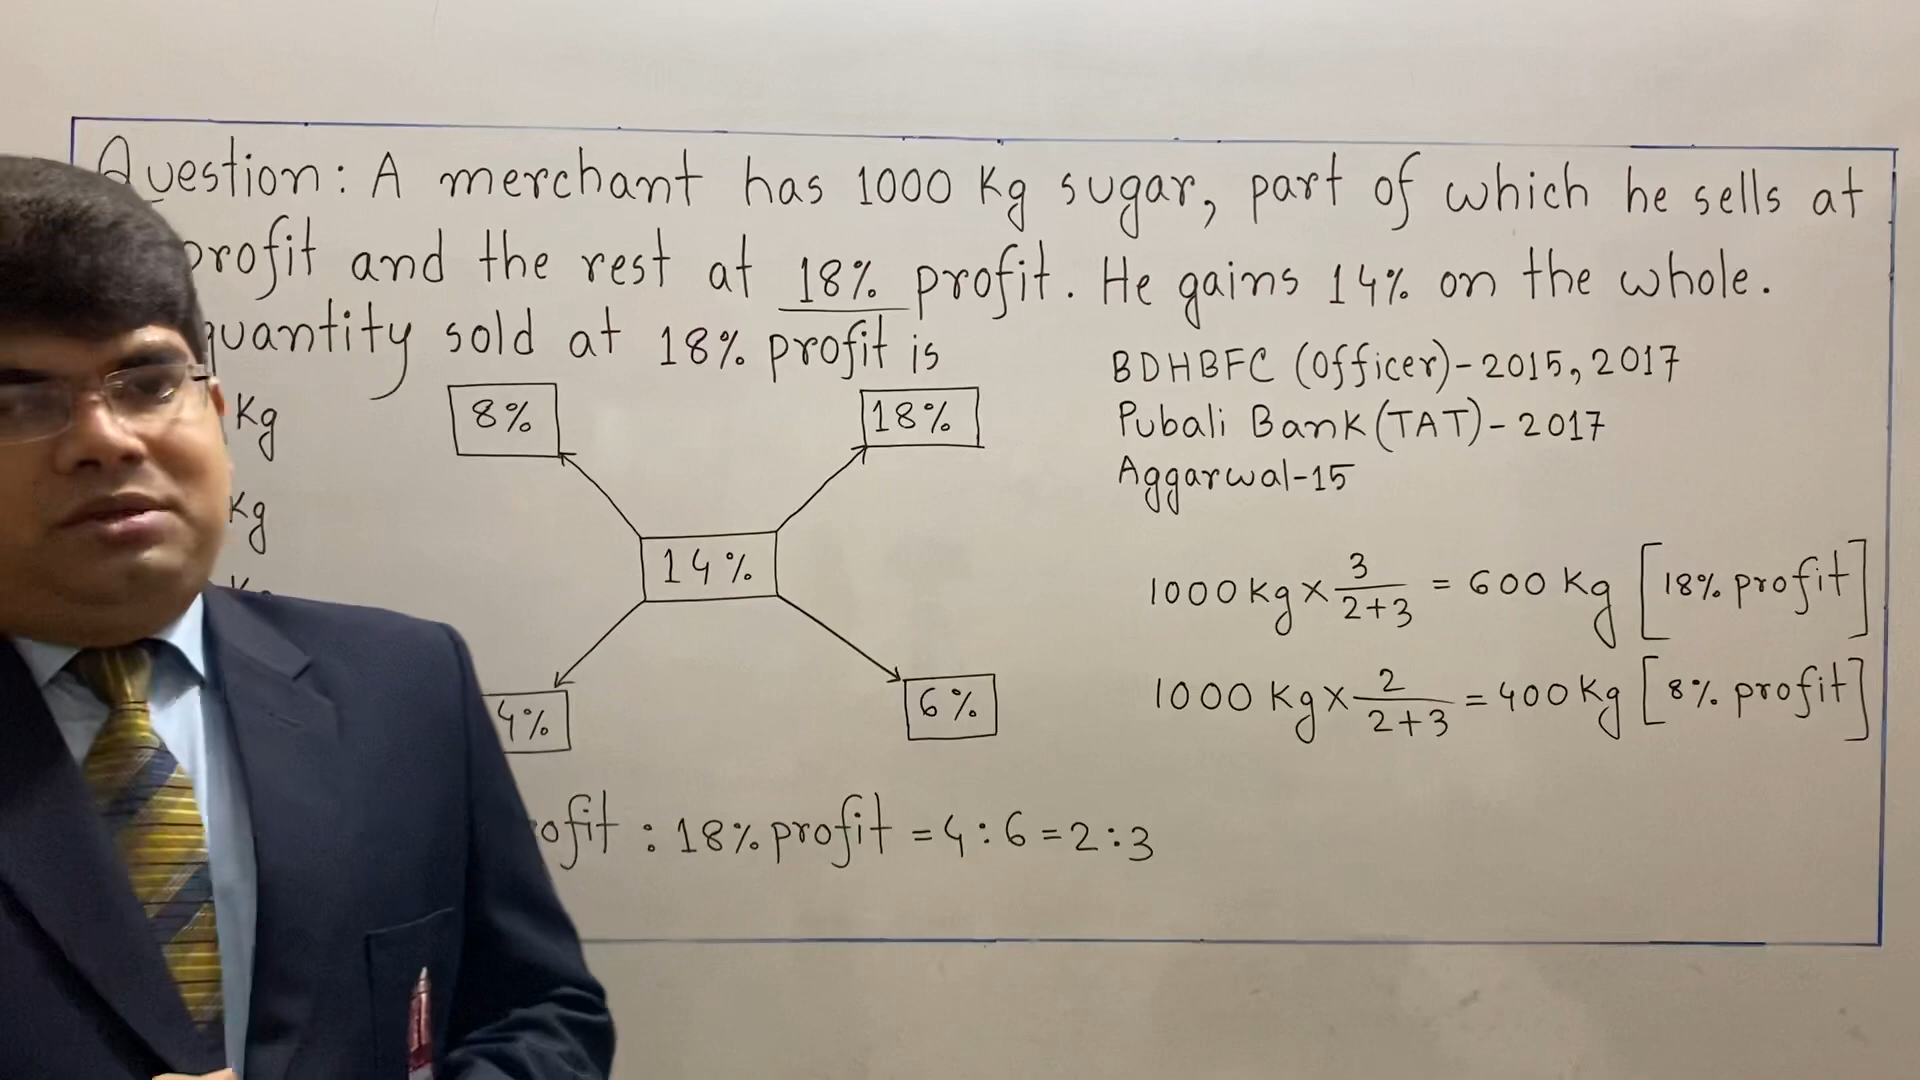 Question: A merchant has 1000 Kg sugar, part of which he sells at
profit and the rest at 18% profit. He gains 14% on the whole.
quantity sold at 18% profit is
BDHBFC (Officer)-2015, 2017
Kg
8%
18%
Pubali Bank (TAT)-2017
Aggarwal-15
Kg
14%
1000 Kg × 3/(2+3) = 600 Kg [18% profit]
4%
6%
1000 Kg × 2/(2+3) = 400 Kg [8% profit]
: 18% profit = 4:6 = 2:3